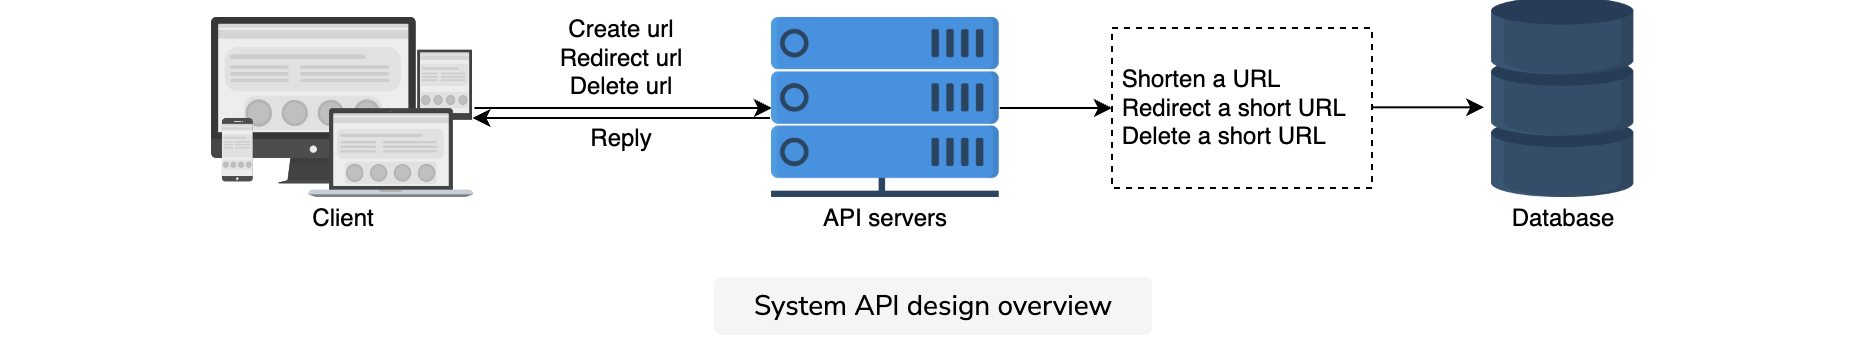 Create url
Redirect url
Delete url
Reply
Shorten a URL
Redirect a short URL
Delete a short URL
Client
API servers
Database
System API design overview